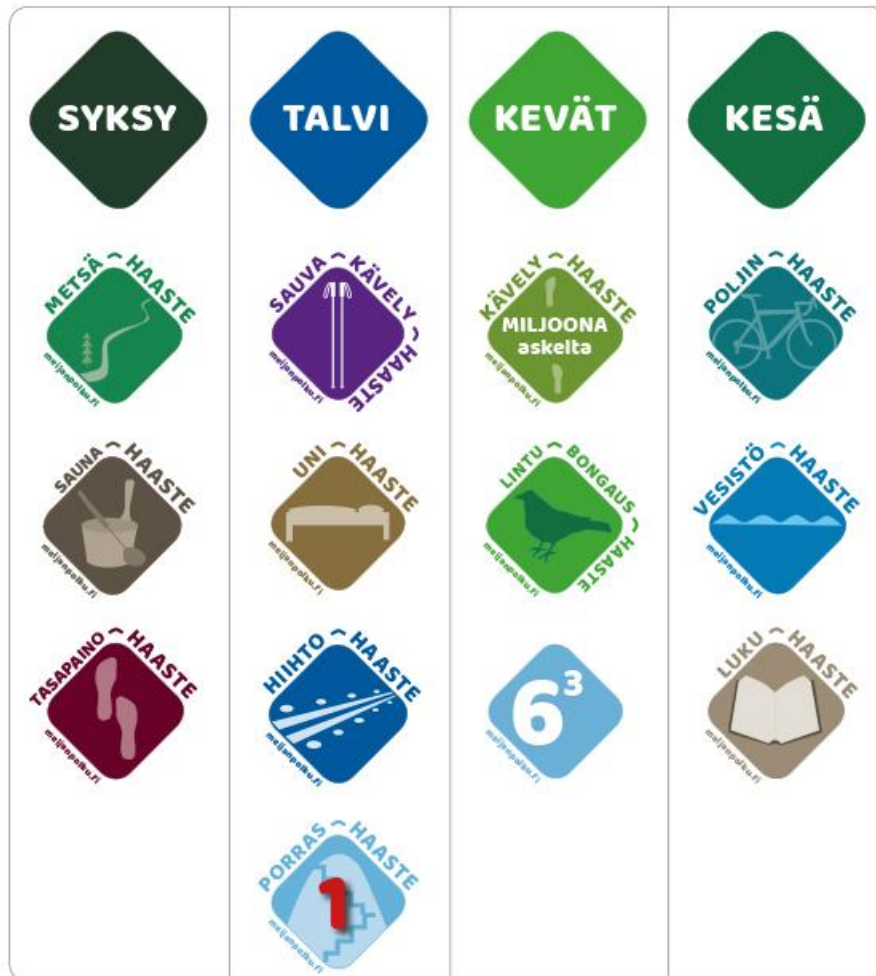 SYKSY
TALVI
KEVÄT
KESÄ
METSÄ ~ HAASTE
meijanpolku.fi
SAUVA ~ KÄVELY ~ HAASTE
KÄVELY ~ HAASTE
MILJOONA
askelta
meijanpolku.fi
POLJIN ~ HAASTE
meijanpolku.fi
SAUNA ~ HAASTE
meijanpolku.fi
UNI ~ HAASTE
meijanpolku.fi
LINTU ~ BONGAUS ~ HAASTE
meijanpolku.fi
VESISTÖ ~ HAASTE
meijanpolku.fi
TASAPAINO ~ HAASTE
meijanpolku.fi
HIIHTO ~ HAASTE
meijanpolku.fi
6³
meijanpolku.fi
LUKU ~ HAASTE
meijanpolku.fi
PORRAS ~ HAASTE
1
meijanpolku.fi